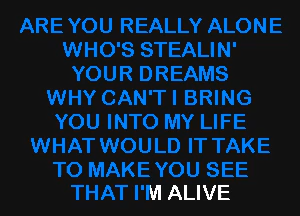 ARE YOU REALLY ALONE
WHO'S STEALIN'
YOUR DREAMS
WHY CAN'T I BRING
YOU INTO MY LIFE
WHAT WOULD IT TAKE
TO MAKE YOU SEE
THAT I'M ALIVE